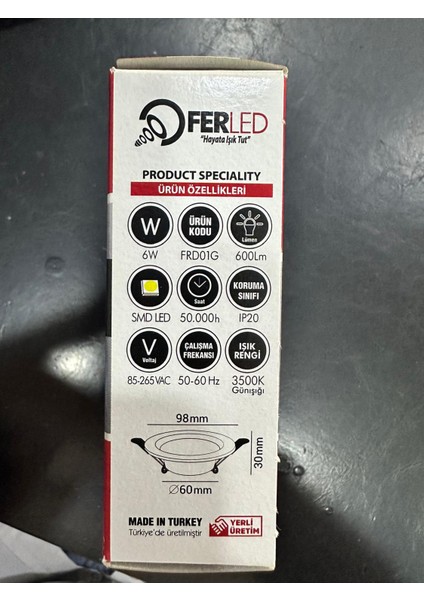 FERLED
"Hayata Işık Tut"
PRODUCT SPECIALITY
ÜRÜN ÖZELLİKLERİ
W
ÜRÜN
KODU
Lümen
6W
FRD01G
600Lm
Saat
KORUMA
SINIFI
SMD LED
50.000h
IP20
V
Voltaj
ÇALIŞMA
FREKANSI
IŞIK
RENGİ
85-265 VAC
50-60 Hz
3500K
Günışığı
98mm
30mm
Ø60mm
MADE IN TURKEY
Türkiye'de üretilmiştir
YERLİ
ÜRETİM